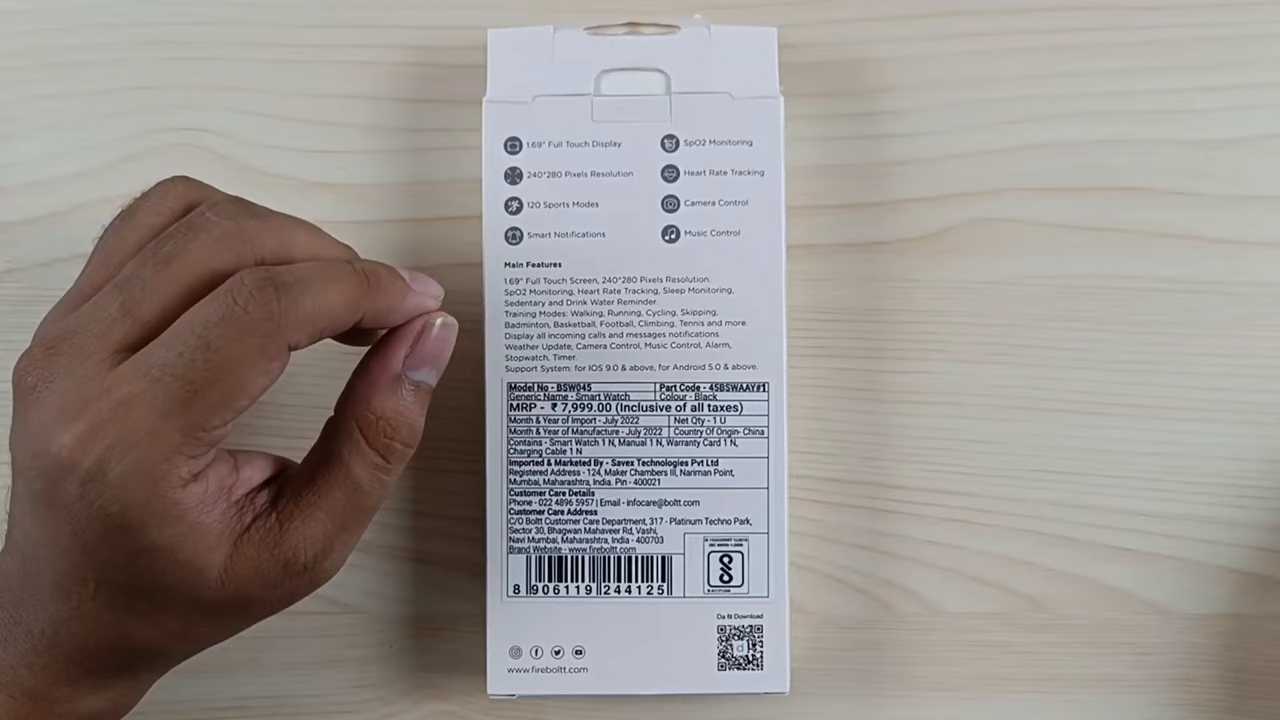 1.69" Full Touch Display
SpO2 Monitoring
240*280 Pixels Resolution
Heart Rate Tracking
120 Sports Modes
Camera Control
Smart Notifications
Music Control
Main Features
1.69" Full Touch Screen, 240*280 Pixels Resolution.
SpO2 Monitoring, Heart Rate Tracking, Sleep Monitoring,
Sedentary and Drink Water Reminder.
Training Modes: Walking, Running, Cycling, Skipping,
Badminton, Basketball, Football, Climbing, Tennis and more.
Display all incoming calls and messages notifications
Weather Update, Camera Control, Music Control, Alarm,
Stopwatch, Timer.
Support System: for IOS 9.0 & above, for Android 5.0 & above.
Model No - BSW045 Part Code - 45BSWAAY#1
Generic Name - Smart Watch Colour - Black
MRP - ₹ 7,999.00 (Inclusive of all taxes)
Month & Year of Import - July 2022 Net Qty - 1 U
Month & Year of Manufacture - July 2022 Country Of Origin- China
Contains - Smart Watch 1 N, Manual 1 N, Warranty Card 1 N,
Charging Cable 1 N
Imported & Marketed By - Savex Technologies Pvt Ltd
Registered Address - 124, Maker Chambers III, Nariman Point,
Mumbai, Maharashtra, India. Pin - 400021
Customer Care Details
Phone - 022 4896 5957 | Email - infocare@boltt.com
Customer Care Address
C/O Boltt Customer Care Department, 317 - Platinum Techno Park,
Sector 30, Bhagwan Mahaveer Rd, Vashi,
Navi Mumbai, Maharashtra, India - 400703
Brand Website - www.fireboltt.com
8 906119 244125
Da fit Download
www.fireboltt.com